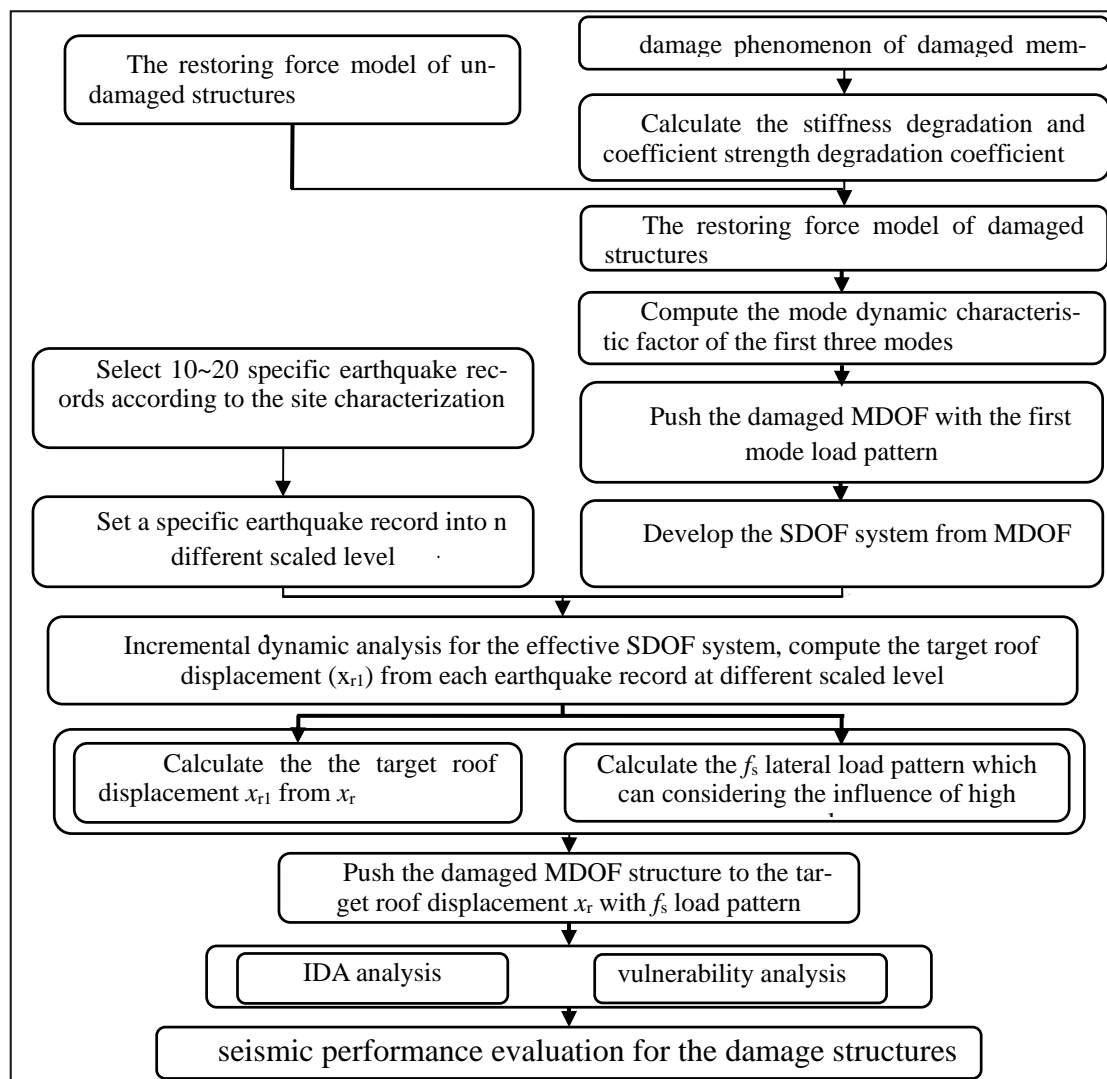 The restoring force model of un-
damaged structures
damage phenomenon of damaged mem-
Calculate the stiffness degradation and
coefficient strength degradation coefficient
The restoring force model of damaged
structures
Compute the mode dynamic characteris-
tic factor of the first three modes
Select 10~20 specific earthquake rec-
ords according to the site characterization
Push the damaged MDOF with the first
mode load pattern
Set a specific earthquake record into n
different scaled level
Develop the SDOF system from MDOF
Incremental dynamic analysis for the effective SDOF system, compute the target roof
displacement (xr1) from each earthquake record at different scaled level
Calculate the the target roof
displacement xr1 from xr
Calculate the fs lateral load pattern which
can considering the influence of high
Push the damaged MDOF structure to the tar-
get roof displacement xr with fs load pattern
IDA analysis
vulnerability analysis
seismic performance evaluation for the damage structures